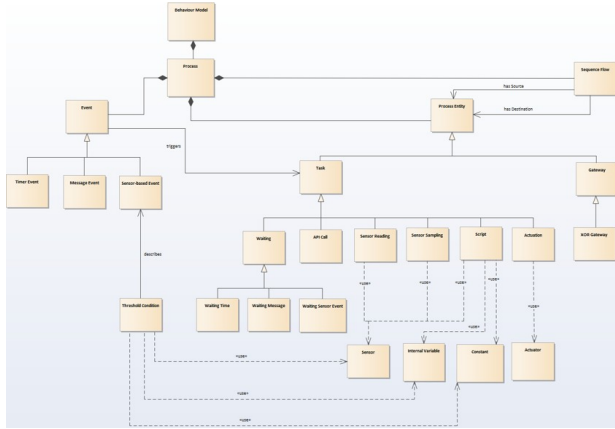 Behaviour Model
Process
Sequence Flow
has Source
has Destination
Event
Process Entity
triggers
Timer Event
Message Event
Sensor-Based Event
Task
Gateway
Waiting
API Call
Sensor Reading
Sensor Sampling
Script
Actuation
XOR Gateway
describes
«use»
«use»
«use»
«use»
«use»
Threshold Condition
Waiting Time
Waiting Message
Waiting Sensor Event
«use»
Sensor
Internal Variable
Constant
Actuator
«use»
«use»
«use»